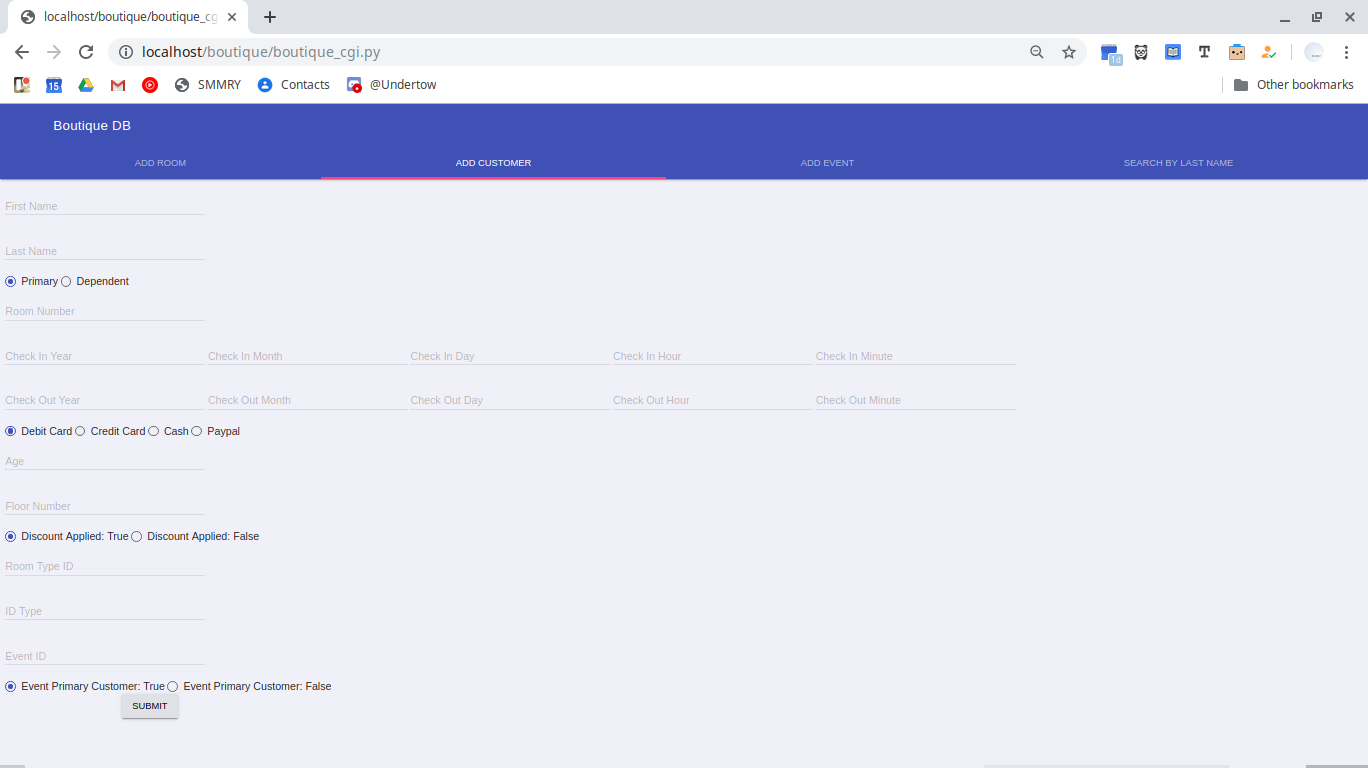 localhost/boutique/boutique_cg
localhost/boutique/boutique_cgi.py
1d
15 SMMRY Contacts @Undertow Other bookmarks
Boutique DB
ADD ROOM ADD CUSTOMER ADD EVENT SEARCH BY LAST NAME
First Name
Last Name
Primary Dependent
Room Number
Check In Year Check In Month Check In Day Check In Hour Check In Minute
Check Out Year Check Out Month Check Out Day Check Out Hour Check Out Minute
Debit Card Credit Card Cash Paypal
Age
Floor Number
Discount Applied: True Discount Applied: False
Room Type ID
ID Type
Event ID
Event Primary Customer: True Event Primary Customer: False
SUBMIT